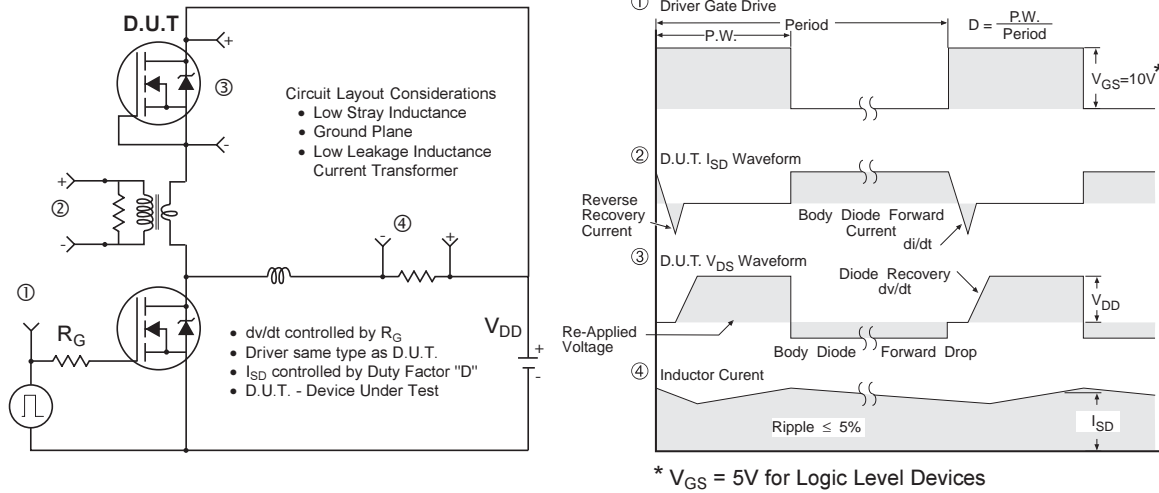 D.U.T
+
③
-
Circuit Layout Considerations
• Low Stray Inductance
• Ground Plane
• Low Leakage Inductance
Current Transformer
+
②
-
④
- +
①
R_G
V_DD
+
-
• dv/dt controlled by R_G
• Driver same type as D.U.T.
• I_SD controlled by Duty Factor "D"
• D.U.T. - Device Under Test
① Driver Gate Drive
P.W.
Period
D = P.W. / Period
V_GS=10V *
② D.U.T. I_SD Waveform
Reverse
Recovery
Current
Body Diode Forward
Current
di/dt
③ D.U.T. V_DS Waveform
Diode Recovery
dv/dt
V_DD
Re-Applied
Voltage
Body Diode Forward Drop
④ Inductor Curent
Ripple ≤ 5%
I_SD
* V_GS = 5V for Logic Level Devices